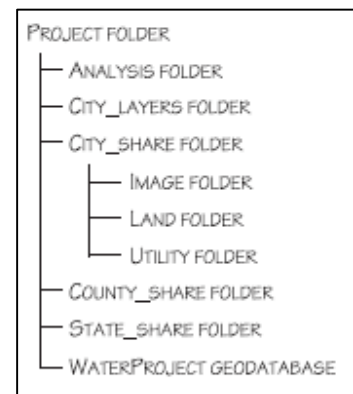 PROJECT FOLDER
ANALYSIS FOLDER
CITY_LAYERS FOLDER
CITY_SHARE FOLDER
IMAGE FOLDER
LAND FOLDER
UTILITY FOLDER
COUNTY_SHARE FOLDER
STATE_SHARE FOLDER
WATERPROJECT GEODATABASE